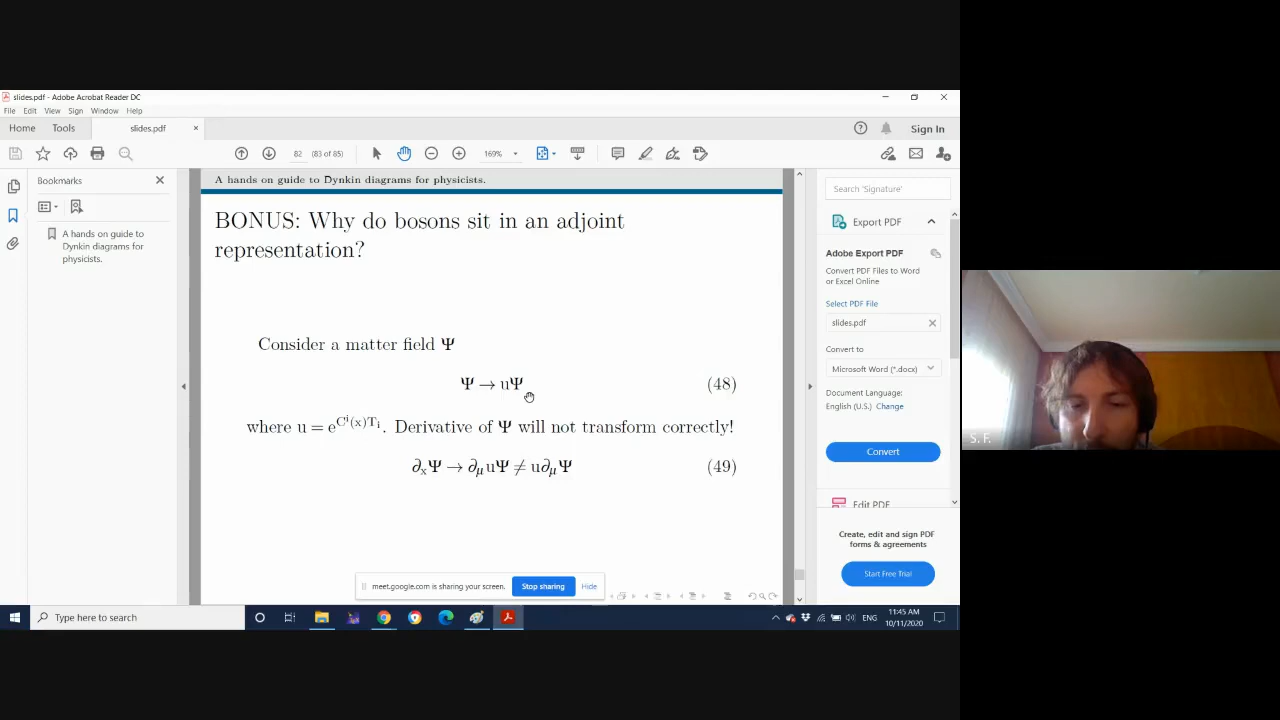 slides.pdf - Adobe Acrobat Reader DC
File Edit View Sign Window Help
Home Tools slides.pdf × Sign In
82 (83 of 85) 169%
Bookmarks
A hands on guide to
Dynkin diagrams for
physicists.
A hands on guide to Dynkin diagrams for physicists.
BONUS: Why do bosons sit in an adjoint
representation?
Consider a matter field Ψ
Ψ → uΨ (48)
where u = e^{C^i(x)T_i}. Derivative of Ψ will not transform correctly!
∂_xΨ → ∂_μuΨ ≠ u∂_μΨ (49)
meet.google.com is sharing your screen. Stop sharing Hide
Search 'Signature'
Export PDF
Adobe Export PDF
Convert PDF Files to Word
or Excel Online
Select PDF File
slides.pdf
Convert to
Microsoft Word (*.docx)
Document Language:
English (U.S.) Change
Convert
Edit PDF
Create, edit and sign PDF
forms & agreements
Start Free Trial
S. F.
Type here to search
ENG
11:45 AM
10/11/2020